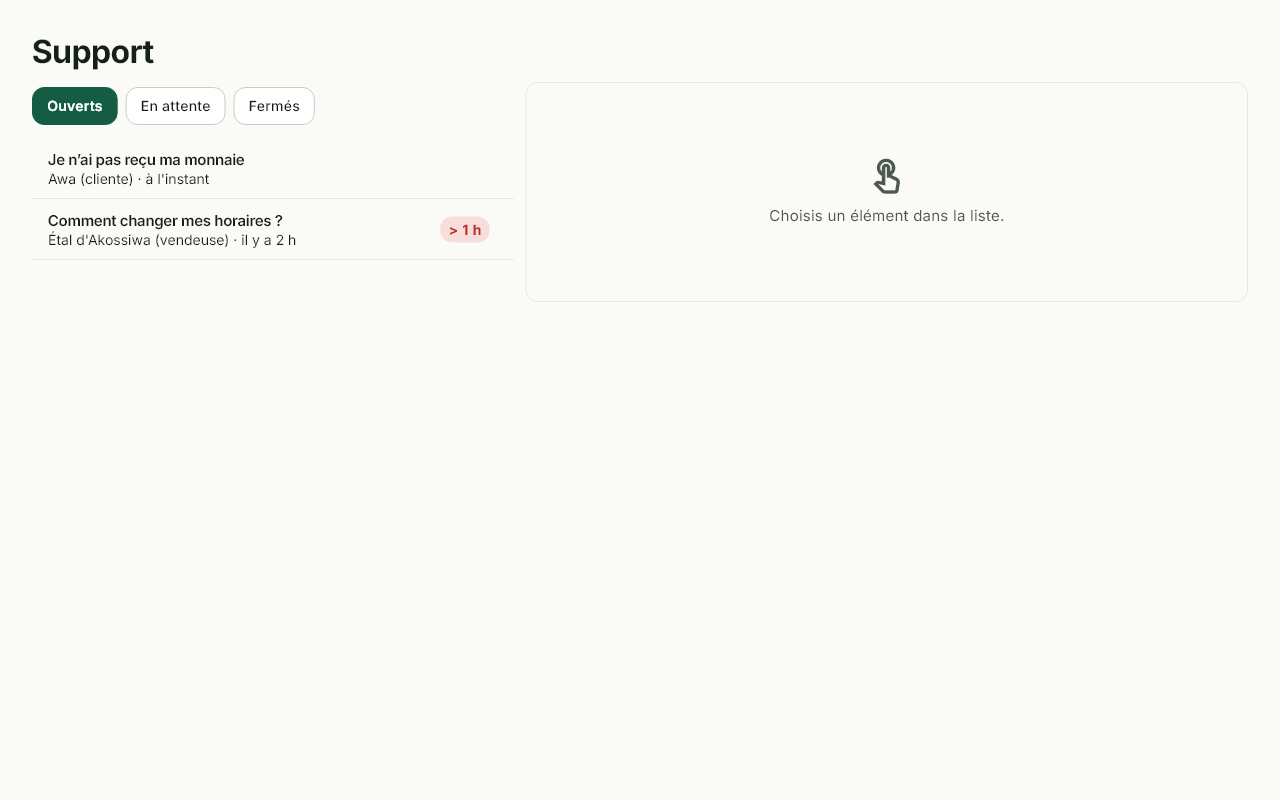 Support
Ouverts
En attente
Fermés
Je n’ai pas reçu ma monnaie
Awa (cliente) · à l'instant
Comment changer mes horaires ?
Étal d'Akossiwa (vendeuse) · il y a 2 h
> 1 h
Choisis un élément dans la liste.